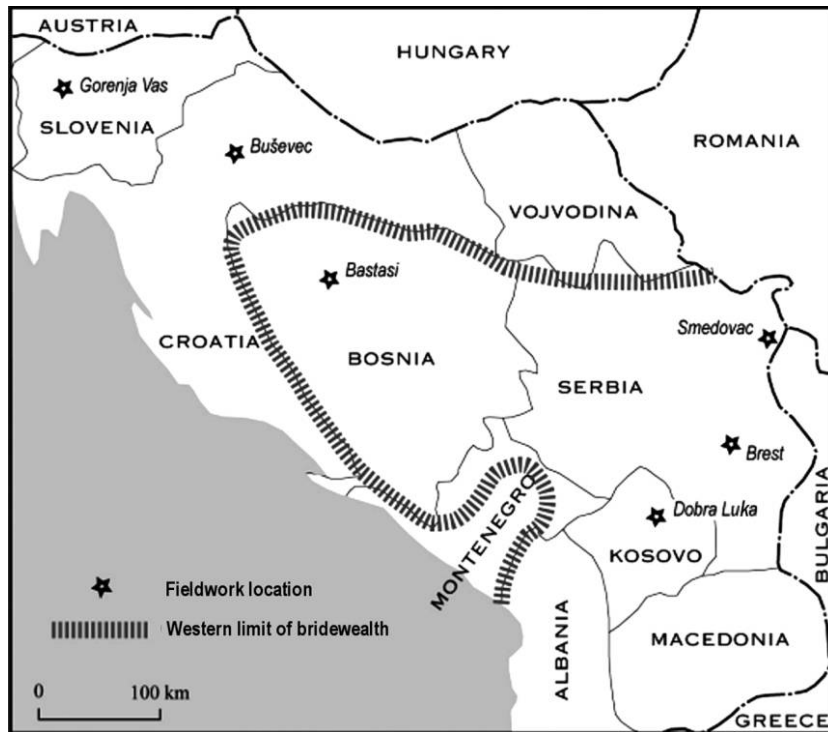 AUSTRIA
HUNGARY
Gorenja Vas
SLOVENIA
Buševec
ROMANIA
VOJVODINA
Bastasi
Smedovac
CROATIA
BOSNIA
SERBIA
Brest
BULGARIA
MONTENEGRO
Dobra Luka
KOSOVO
Fieldwork location
Western limit of bridewealth
ALBANIA
MACEDONIA
0 100 km
GREECE